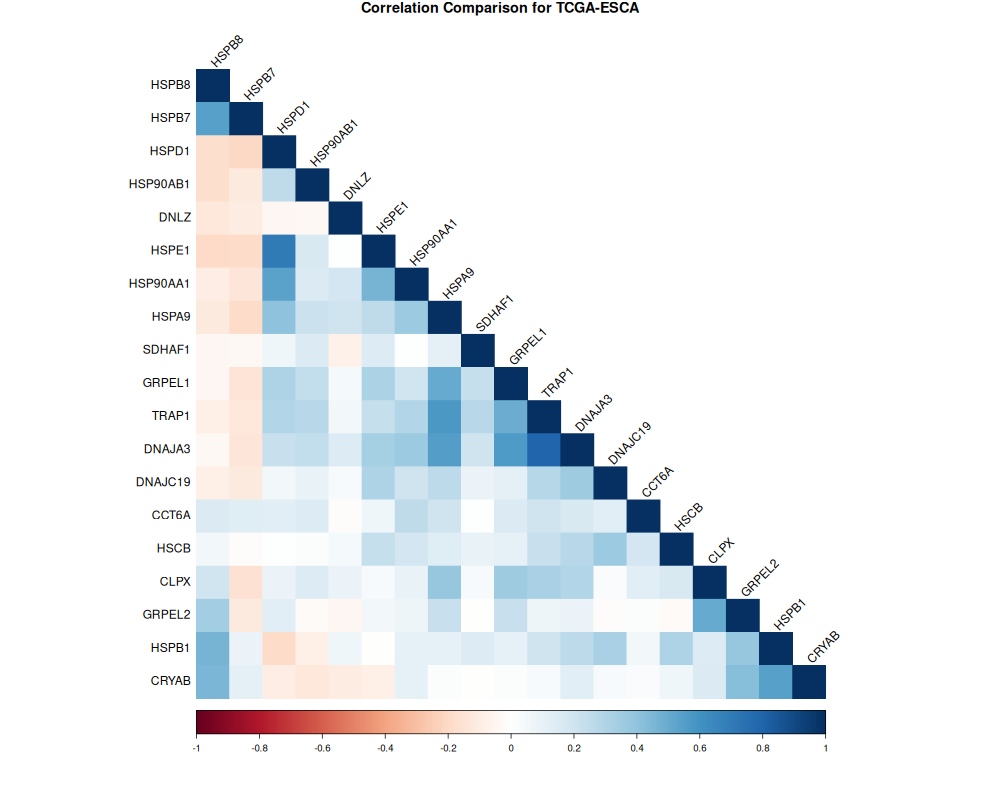 Correlation Comparison for TCGA-ESCA
HSPB8
HSPB7
HSPD1
HSP90AB1
DNLZ
HSPE1
HSP90AA1
HSPA9
SDHAF1
GRPEL1
TRAP1
DNAJA3
DNAJC19
CCT6A
HSCB
CLPX
GRPEL2
HSPB1
CRYAB
HSPB8
HSPB7
HSPD1
HSP90AB1
DNLZ
HSPE1
HSP90AA1
HSPA9
SDHAF1
GRPEL1
TRAP1
DNAJA3
DNAJC19
CCT6A
HSCB
CLPX
GRPEL2
HSPB1
CRYAB
-1 -0.8 -0.6 -0.4 -0.2 0 0.2 0.4 0.6 0.8 1